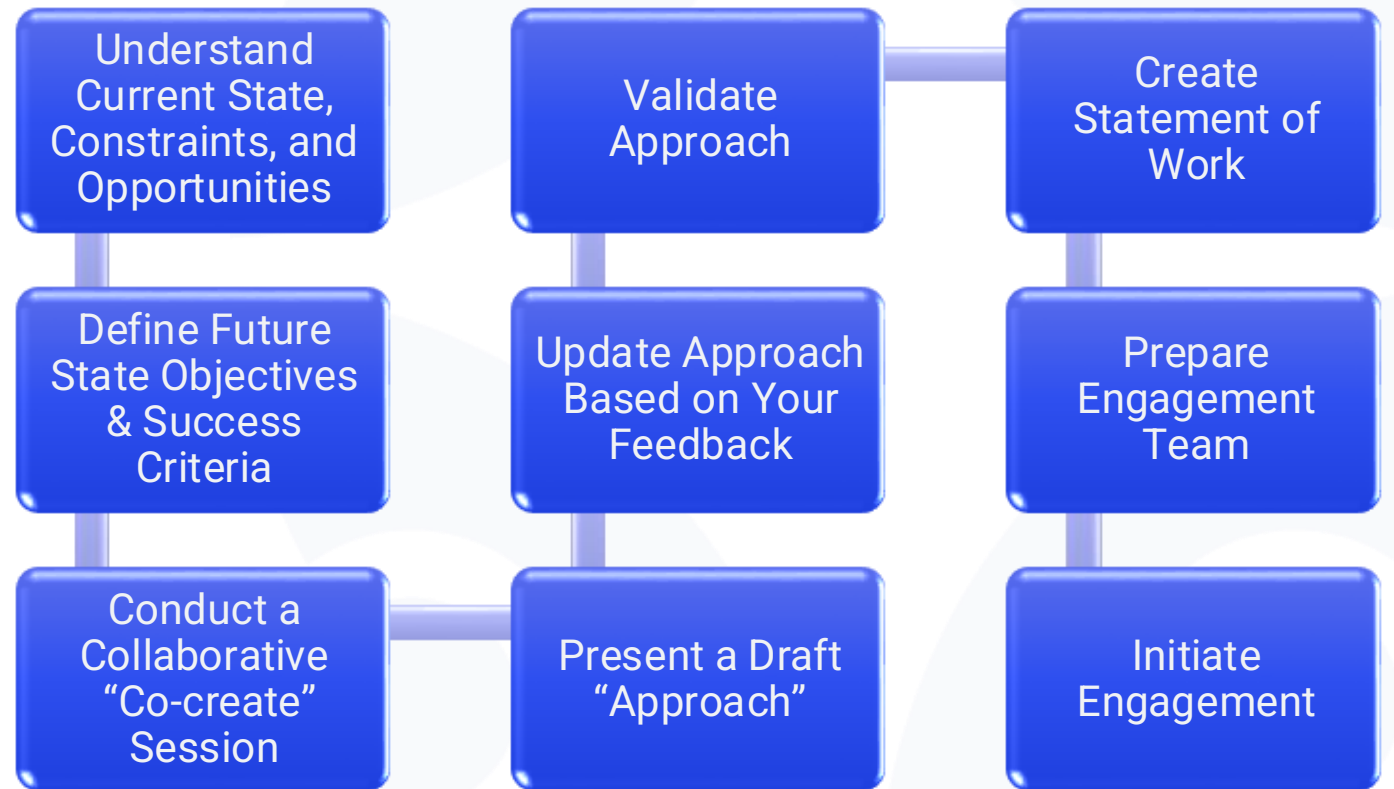 Understand
Current State,
Constraints, and
Opportunities
Define Future
State Objectives
& Success
Criteria
Conduct a
Collaborative
“Co-create”
Session
Present a Draft
“Approach”
Update Approach
Based on Your
Feedback
Validate
Approach
Create
Statement of
Work
Prepare
Engagement
Team
Initiate
Engagement